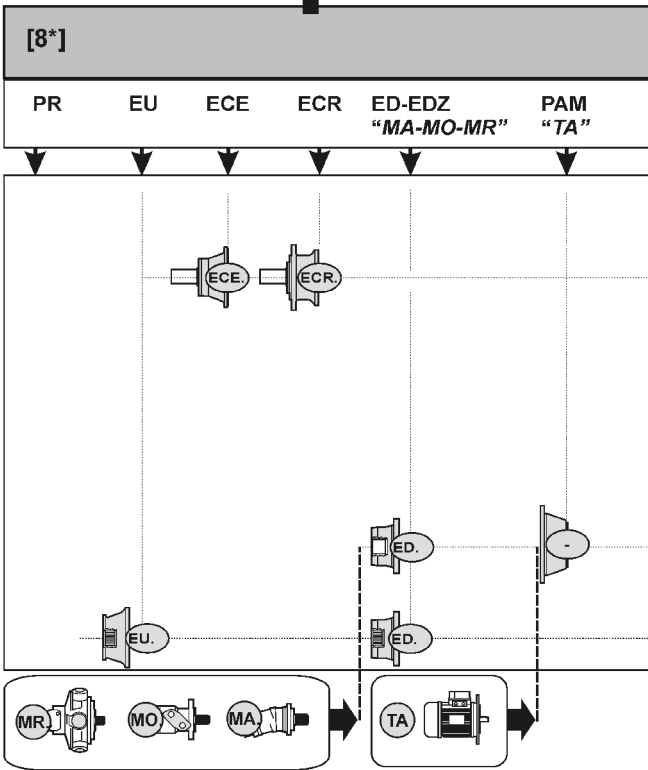 [8*]
PR EU ECE ECR ED-EDZ PAM
“MA-MO-MR” “TA”
ECE. ECR.
ED. -
EU. ED.
MR. MO. MA. TA